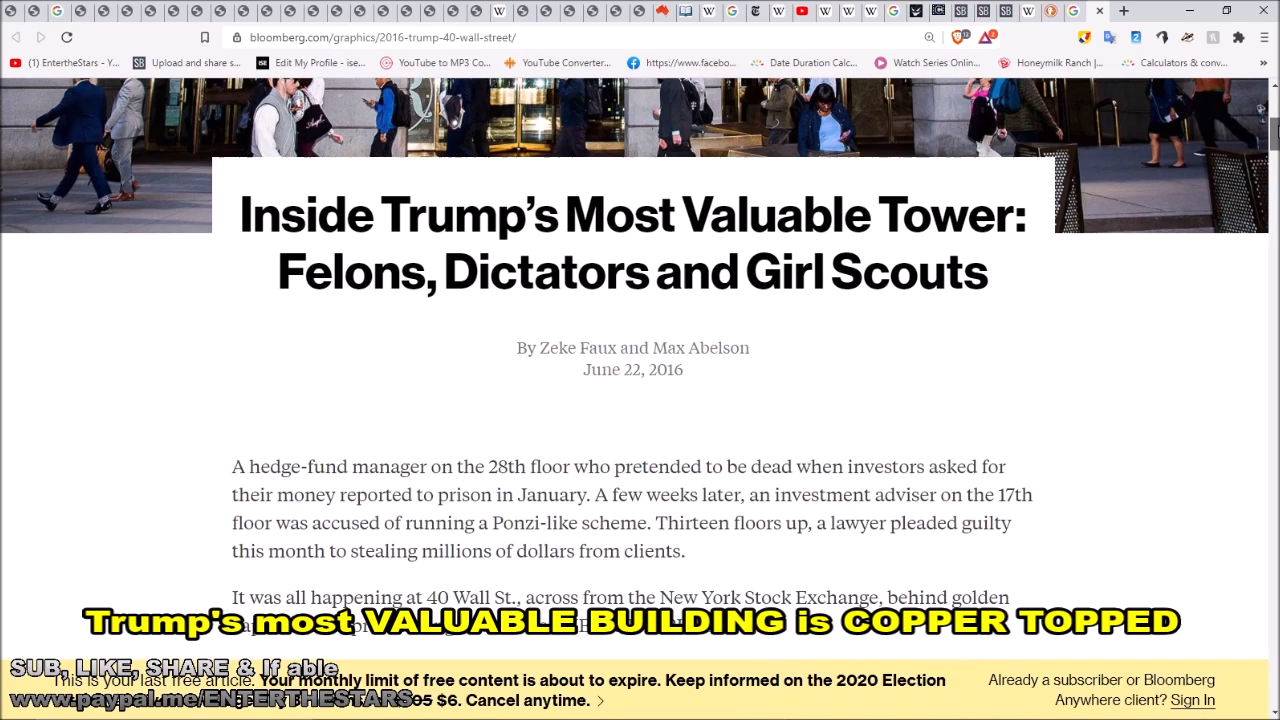 bloomberg.com/graphics/2016-trump-40-wall-street/
(1) EntertheStars - Y...
Upload and share s...
Edit My Profile - ise...
YouTube to MP3 Co...
YouTube Converter...
https://www.facebo...
Date Duration Calc...
Watch Series Onlin...
Honeymilk Ranch |...
Calculators & conv...
Inside Trump’s Most Valuable Tower:
Felons, Dictators and Girl Scouts
By Zeke Faux and Max Abelson
June 22, 2016
A hedge-fund manager on the 28th floor who pretended to be dead when investors asked for
their money reported to prison in January. A few weeks later, an investment adviser on the 17th
floor was accused of running a Ponzi-like scheme. Thirteen floors up, a lawyer pleaded guilty
this month to stealing millions of dollars from clients.
It was all happening at 40 Wall St., across from the New York Stock Exchange, behind golden
Trump's most VALUABLE BUILDING is COPPER TOPPED
SUB, LIKE, SHARE & If able
This is your last free article. Your monthly limit of free content is about to expire. Keep informed on the 2020 Election
Already a subscriber or Bloomberg
www.paypal.me/ENTERTHESTARS
$6. Cancel anytime.
Anywhere client? Sign In